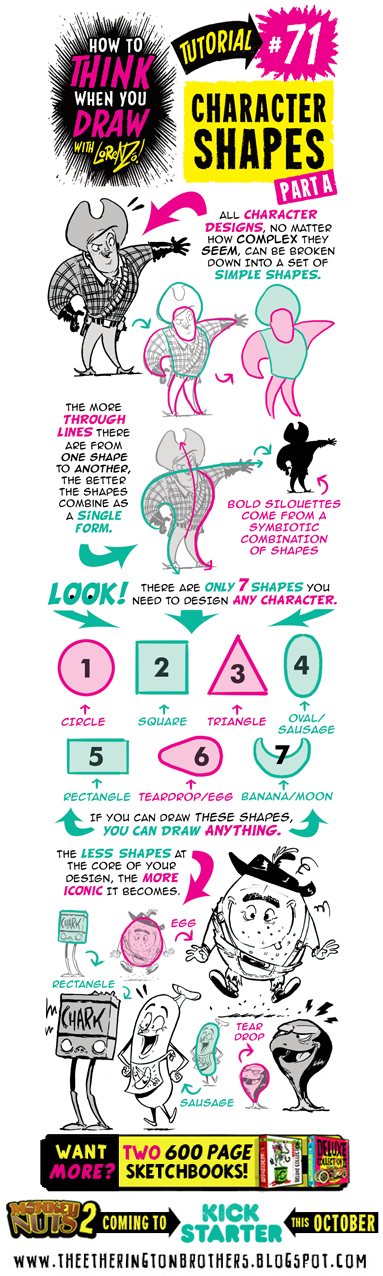 HOW TO
THINK
WHEN YOU
DRAW
WITH LORENZO!
TUTORIAL
#71
CHARACTER
SHAPES
PART A
ALL CHARACTER
DESIGNS, NO MATTER
HOW COMPLEX THEY
SEEM, CAN BE BROKEN
DOWN INTO A SET OF
SIMPLE SHAPES.
THE MORE
THROUGH
LINES THERE
ARE FROM
ONE SHAPE
TO ANOTHER,
THE BETTER
THE SHAPES
COMBINE AS
A SINGLE
FORM.
BOLD SILOUETTES
COME FROM A
SYMBIOTIC
COMBINATION
OF SHAPES
LOOK!
THERE ARE ONLY 7 SHAPES YOU
NEED TO DESIGN ANY CHARACTER.
1
2
3
4
CIRCLE
SQUARE
TRIANGLE
OVAL/
SAUSAGE
5
6
7
RECTANGLE
TEARDROP/EGG
BANANA/MOON
IF YOU CAN DRAW THESE SHAPES,
YOU CAN DRAW ANYTHING.
THE LESS SHAPES AT
THE CORE OF YOUR
DESIGN, THE MORE
ICONIC IT BECOMES.
CHARK
EGG
RECTANGLE
CHARK
TEAR
DROP
SAUSAGE
WANT
MORE?
TWO 600 PAGE
SKETCHBOOKS!
DELUXE
COLLECTION
MONKEY
NUTS 2
COMING TO
KICK
STARTER
THIS OCTOBER
WWW.THEETHERINGTONBROTHERS.BLOGSPOT.COM